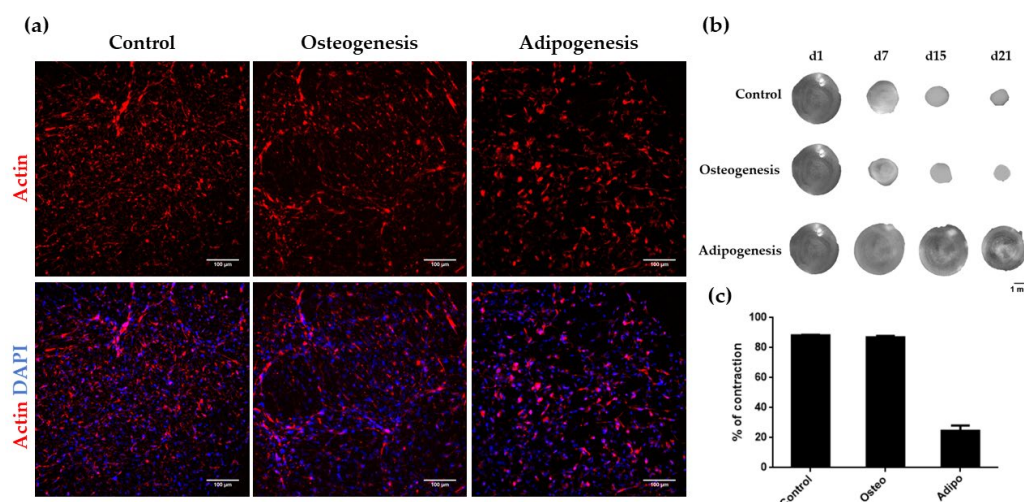 (a)
Control Osteogenesis Adipogenesis
Actin
100 µm 100 µm 100 µm
Actin DAPI
100 µm 100 µm 100 µm
(b)
d1 d7 d15 d21
Control
Osteogenesis
Adipogenesis
1 m
(c)
% of contraction
100
80
60
40
20
0
Control Osteo Adipo